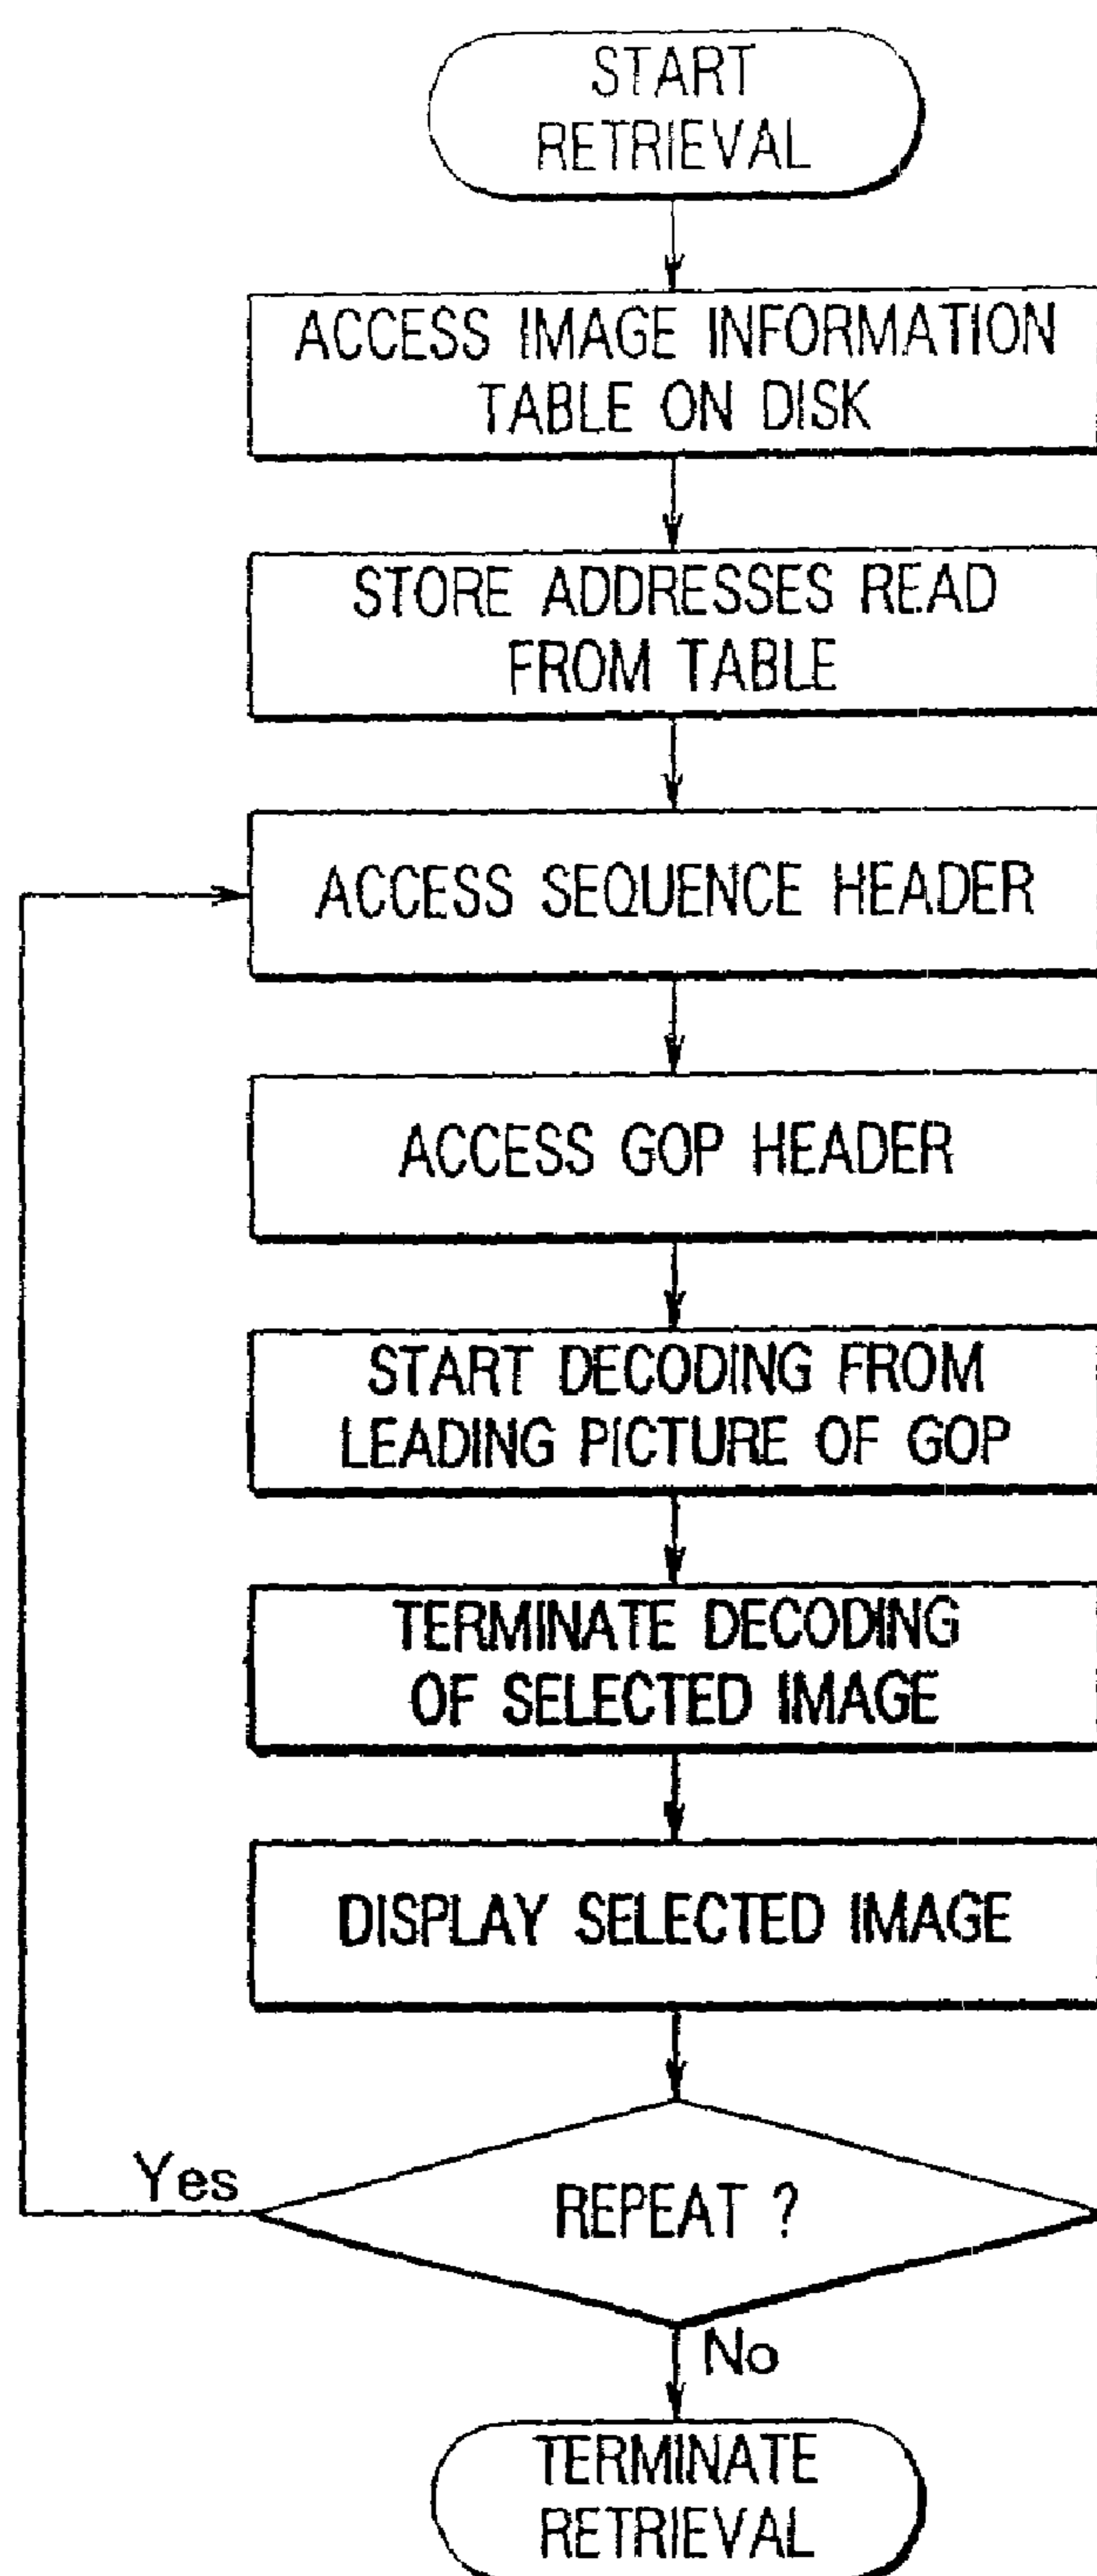 START
RETRIEVAL
ACCESS IMAGE INFORMATION
TABLE ON DISK
STORE ADDRESSES READ
FROM TABLE
ACCESS SEQUENCE HEADER
ACCESS GOP HEADER
START DECODING FROM
LEADING PICTURE OF GOP
TERMINATE DECODING
OF SELECTED IMAGE
DISPLAY SELECTED IMAGE
Yes
REPEAT ?
No
TERMINATE
RETRIEVAL